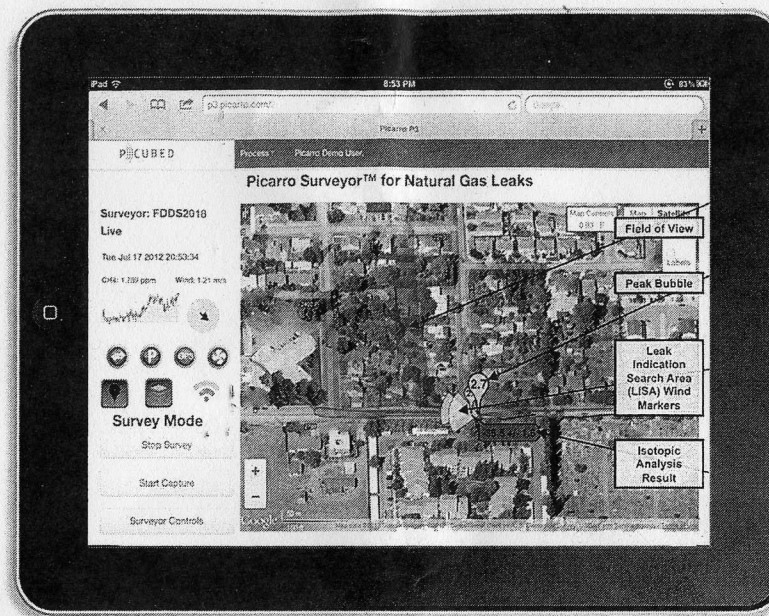 iPad
8:53 PM
83%
p3.picarro.com/
Google
Picarro P3
P CUBED
Process
Picarro Demo User,
Picarro Surveyor™ for Natural Gas Leaks
Surveyor: FDDS2018
Live
Tue Jul 17 2012 20:53:34
CH4: 1.789 ppm Wind: 1.21 m/s
Survey Mode
Stop Survey
Start Capture
Surveyor Controls
Map Controls
Map
Satellite
Labels
Field of View
Peak Bubble
2.7
Leak
Indication
Search Area
(LISA) Wind
Markers
Isotopic
Analysis
Result
+
−
Google